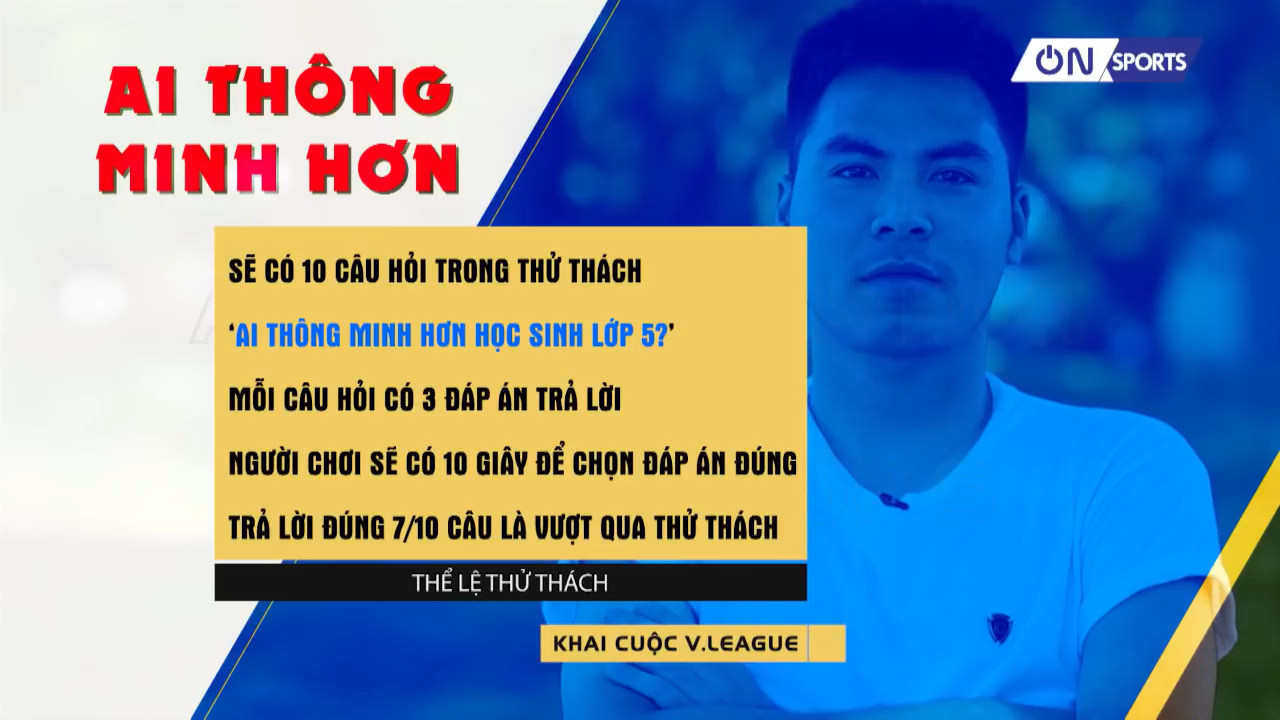 AI THÔNG
MINH HƠN
ON SPORTS
SẼ CÓ 10 CÂU HỎI TRONG THỬ THÁCH
‘AI THÔNG MINH HƠN HỌC SINH LỚP 5?’
MỖI CÂU HỎI CÓ 3 ĐÁP ÁN TRẢ LỜI
NGƯỜI CHƠI SẼ CÓ 10 GIÂY ĐỂ CHỌN ĐÁP ÁN ĐÚNG
TRẢ LỜI ĐÚNG 7/10 CÂU LÀ VƯỢT QUA THỬ THÁCH
THỂ LỆ THỬ THÁCH
KHAI CUỘC V.LEAGUE